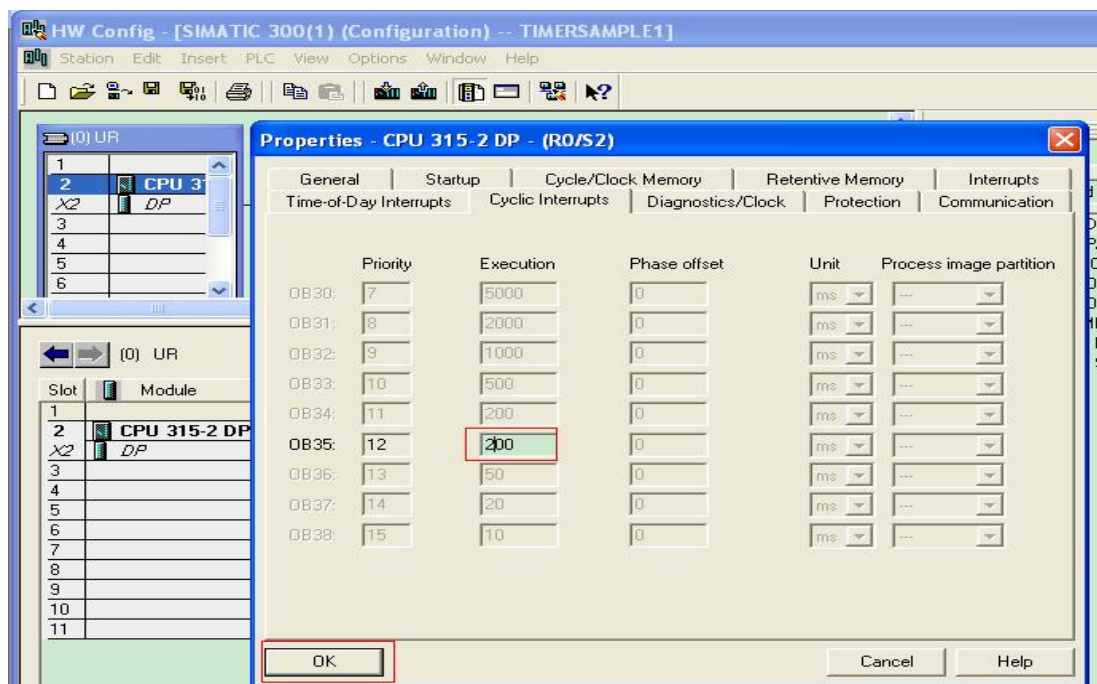 HW Config - [SIMATIC 300(1) (Configuration) -- TIMERSAMPLE1]
Station Edit Insert PLC View Options Window Help
(0) UR
1
2 CPU 31
X2 DP
3
4
5
6
Properties - CPU 315-2 DP - (R0/S2)
General Startup Cycle/Clock Memory Retentive Memory Interrupts
Time-of-Day Interrupts Cyclic Interrupts Diagnostics/Clock Protection Communication
Priority Execution Phase offset Unit Process image partition
OB30: 7 5000 0 ms ---
OB31: 8 2000 0 ms ---
OB32: 9 1000 0 ms ---
OB33: 10 500 0 ms ---
OB34: 11 200 0 ms ---
OB35: 12 200 0 ms ---
OB36: 13 50 0 ms ---
OB37: 14 20 0 ms ---
OB38: 15 10 0 ms ---
OK Cancel Help
(0) UR
Slot Module
1
2 CPU 315-2 DP
X2 DP
3
4
5
6
7
8
9
10
11